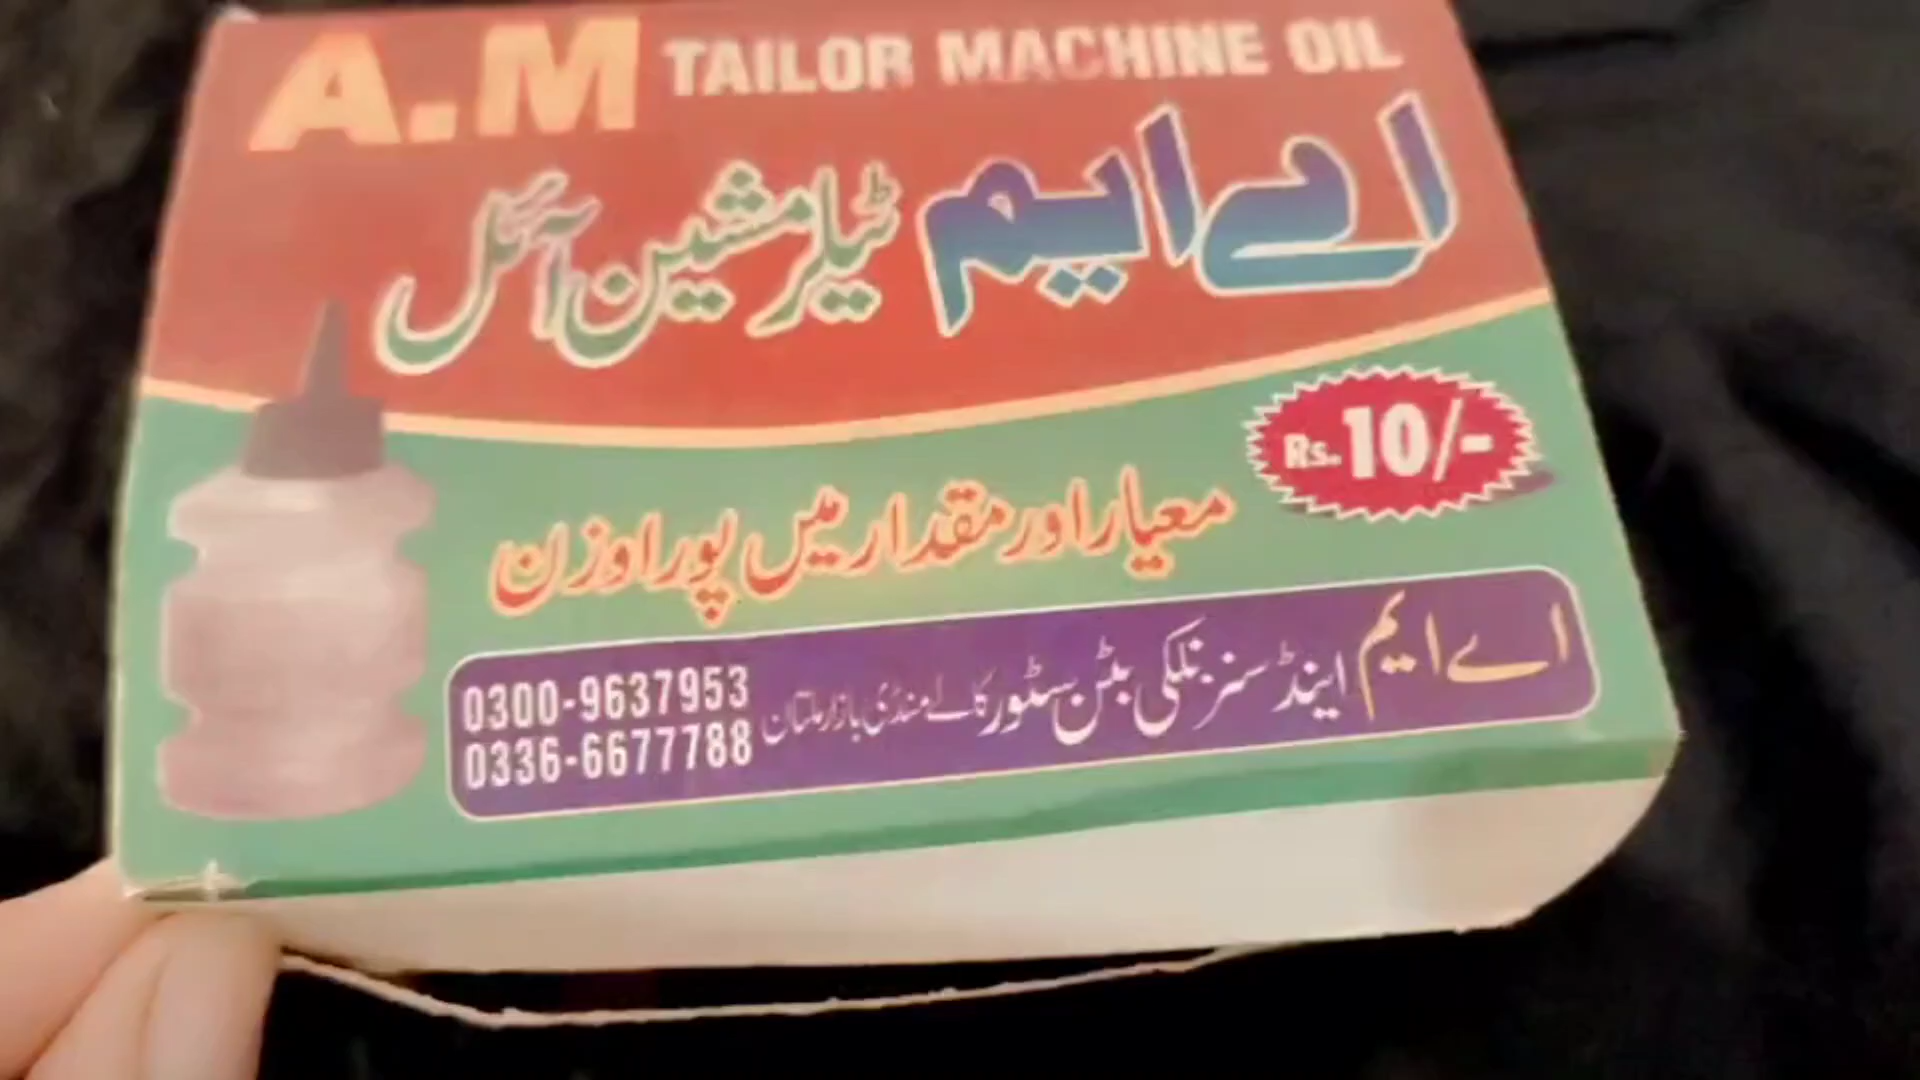 A.M TAILOR MACHINE OIL
اے ایم ٹیلر مشین آئل
Rs. 10/-
معیار اور مقدار میں پورا وزن
اے ایم اینڈ سنز نلکی بٹن سٹور کالے منڈی بازار ملتان
0300-9637953
0336-6677788